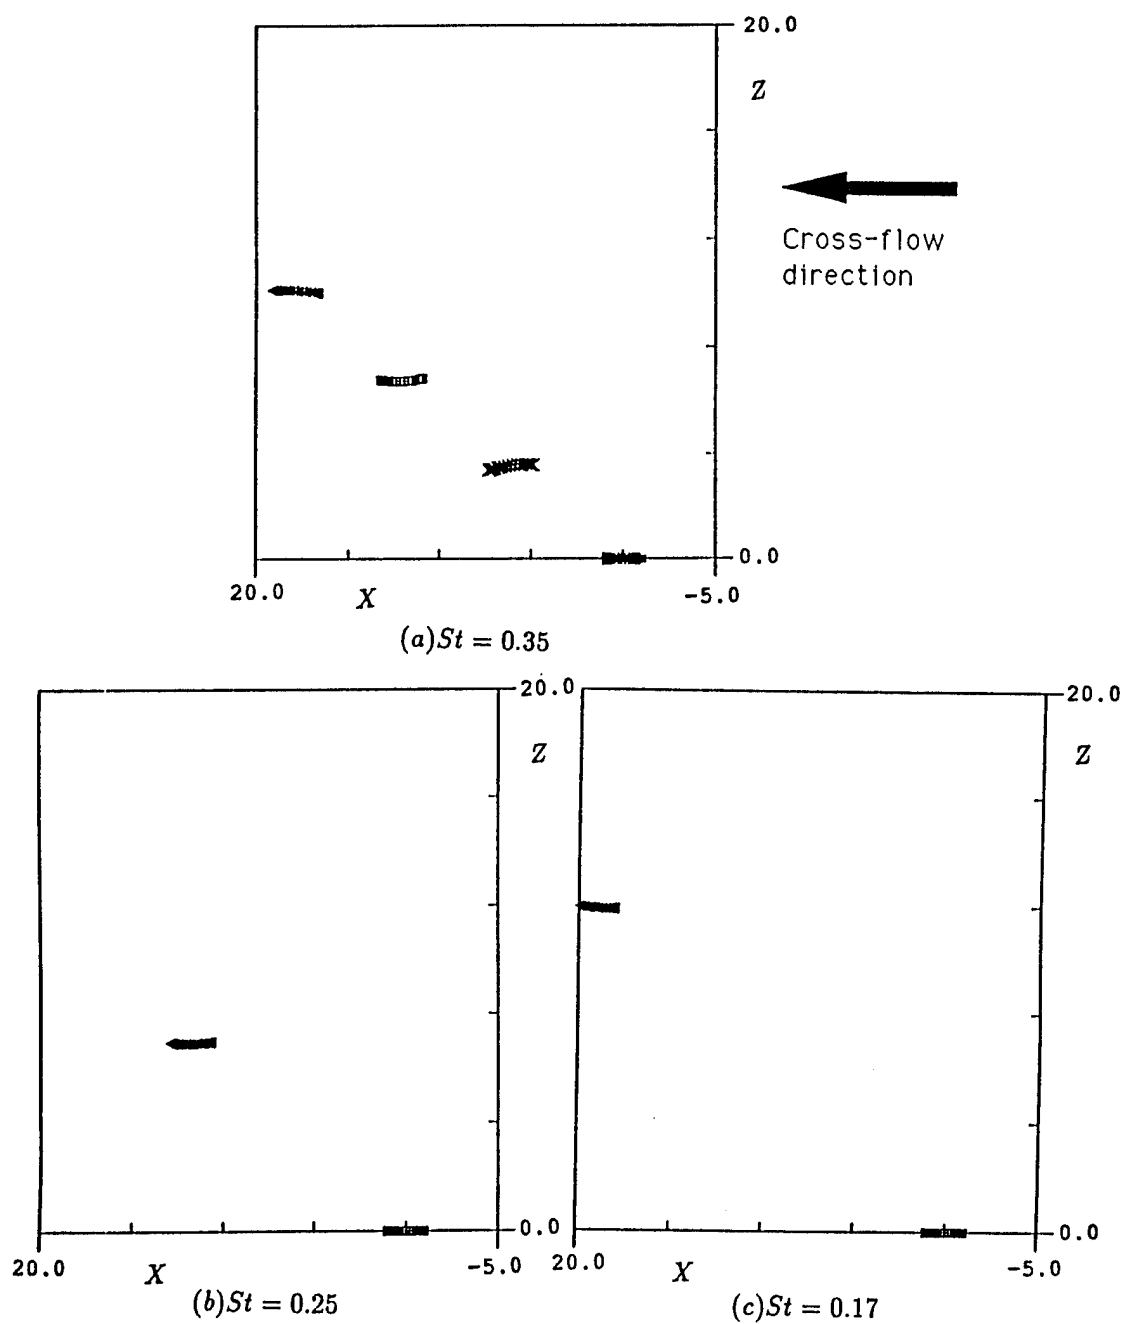 20.0
Z
Cross-flow
direction
0.0
20.0 X -5.0
(a)St = 0.35
20.0 20.0
Z Z
0.0 0.0
20.0 X -5.0 20.0 X -5.0
(b)St = 0.25 (c)St = 0.17